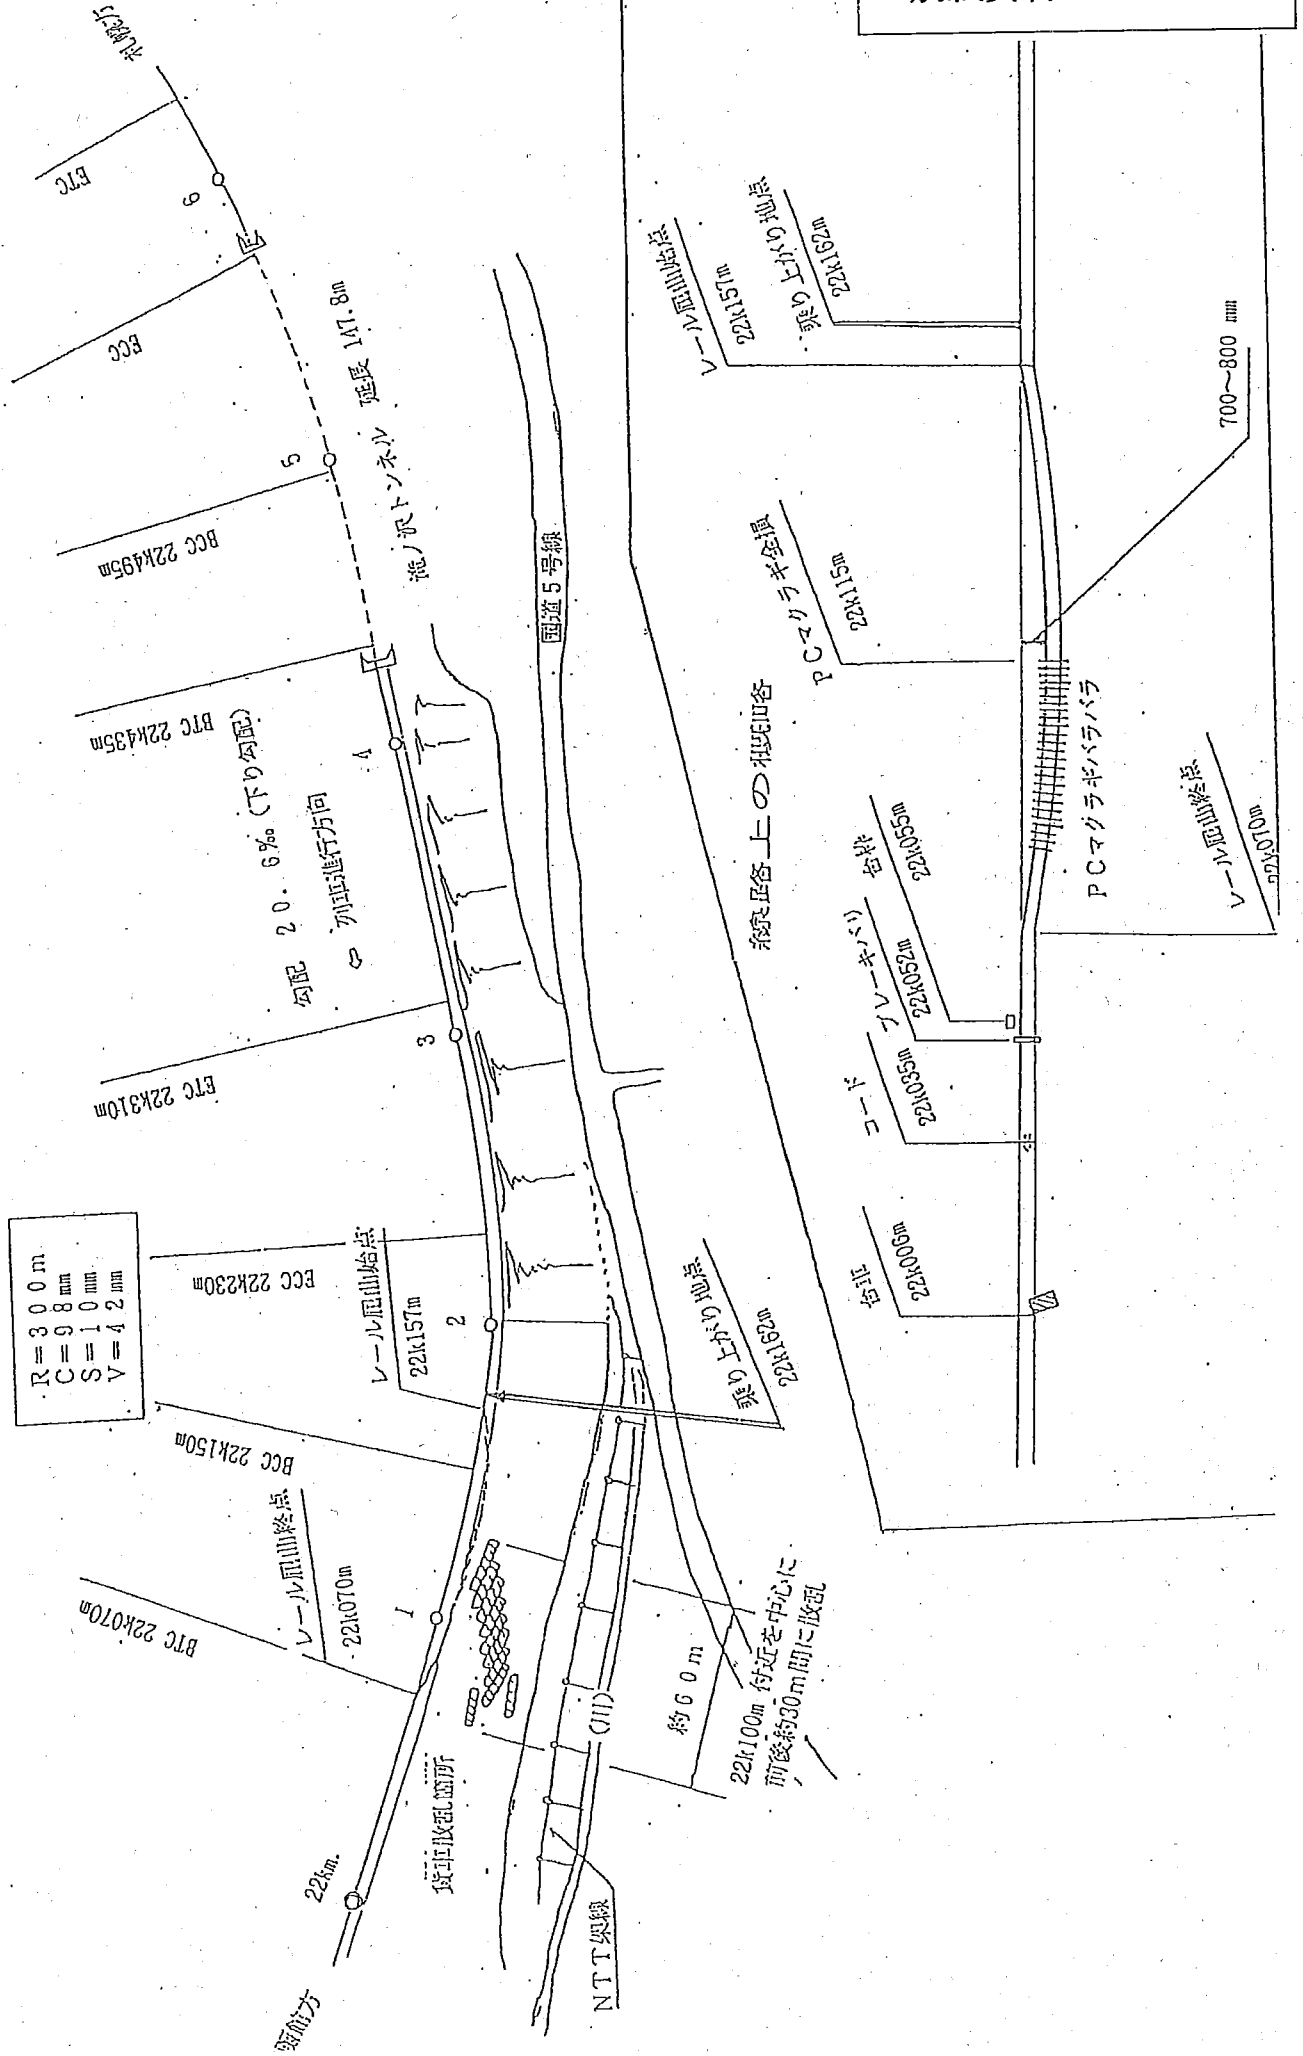 札幌方
ETC
6
ECC
5
滝ノ沢トンネル 延長 147.8m
BCC 22k495m
BTC 22k435m
4
勾配 20.6‰(下り勾配)
⇦ 列車進行方向
国道5号線
3
ETC 22k310m
R=300m
C=98mm
S=10mm
V=42mm
ECC 22k230m
2
レール屈曲始点
22k157m
乗り上がり地点
22k162m
BCC 22k150m
レール屈曲終点
22k070m
BTC 22k070m
1
貨車散乱箇所
(川)
約60m
22k100m 付近を中心に
前後約30m間に散乱
22km
NTT架線
函館方
線路上の状況
レール屈曲始点
22k157m
乗り上がり地点
22k162m
700~800 mm
PCマクラギ全損
22k115m
PCマクラギバラバラ
レール屈曲終点
22k070m
台枠
22k055m
ブレーキバリ
22k052m
コード
22k035m
台車
22k006m